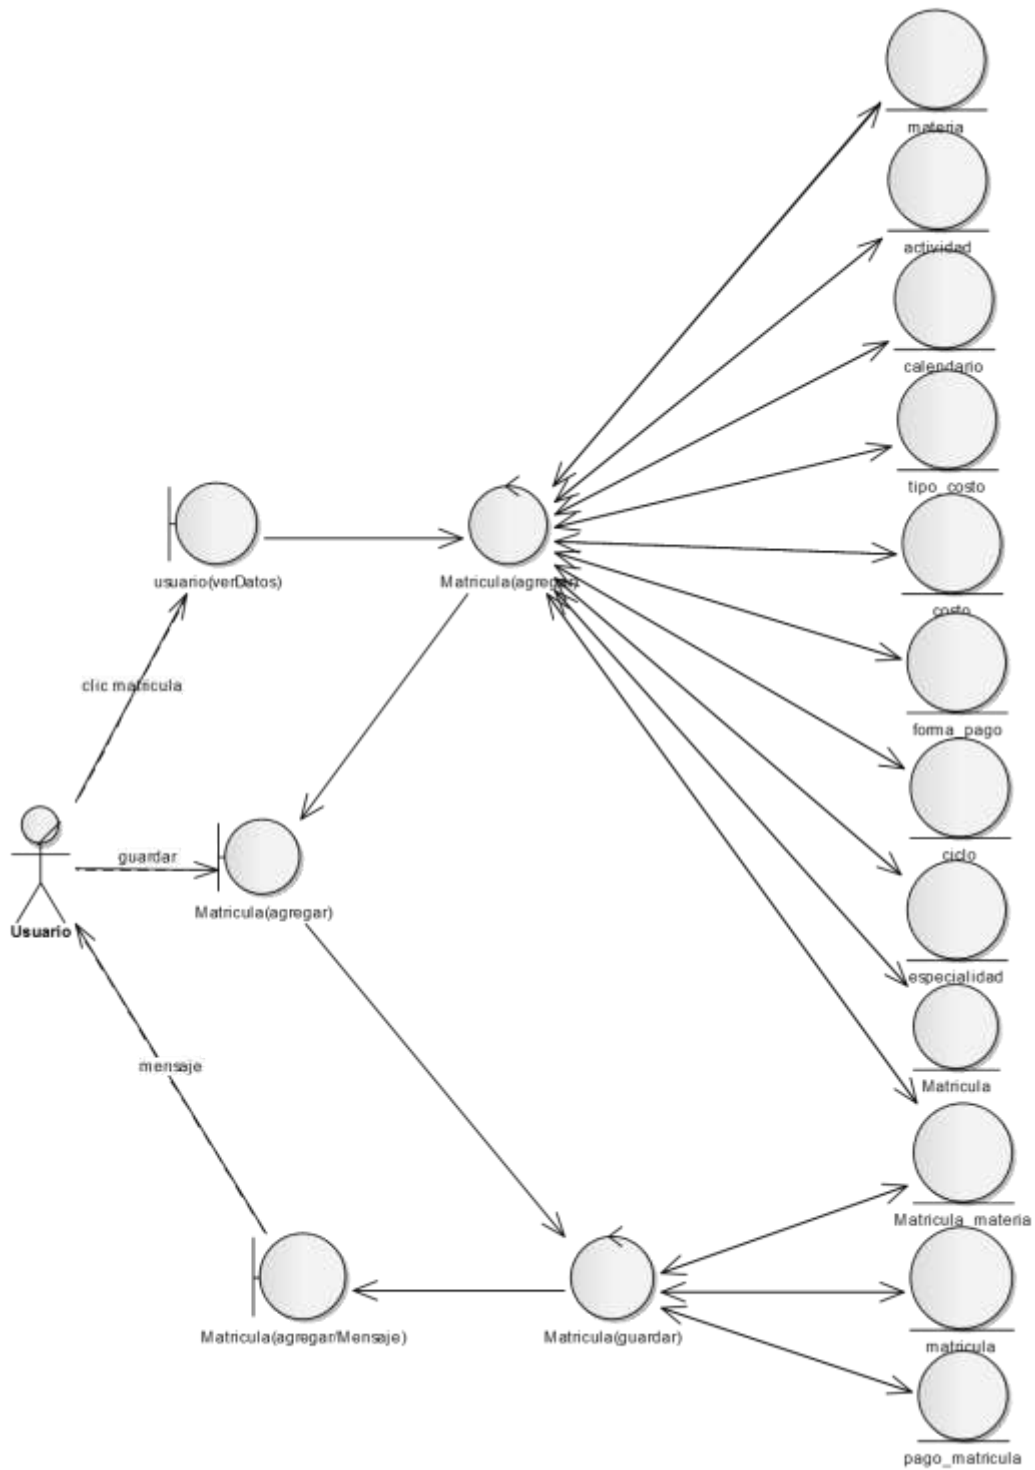 materia
actividad
calendario
tipo_costo
usuario(verDatos)
Matricula(agregar)
costo
clic matricula
forma_pago
guardar
ciclo
Matricula(agregar)
Usuario
especialidad
mensaje
Matricula
Matricula_materia
Matricula(agregar/Mensaje)
Matricula(guardar)
matricula
pago_matricula